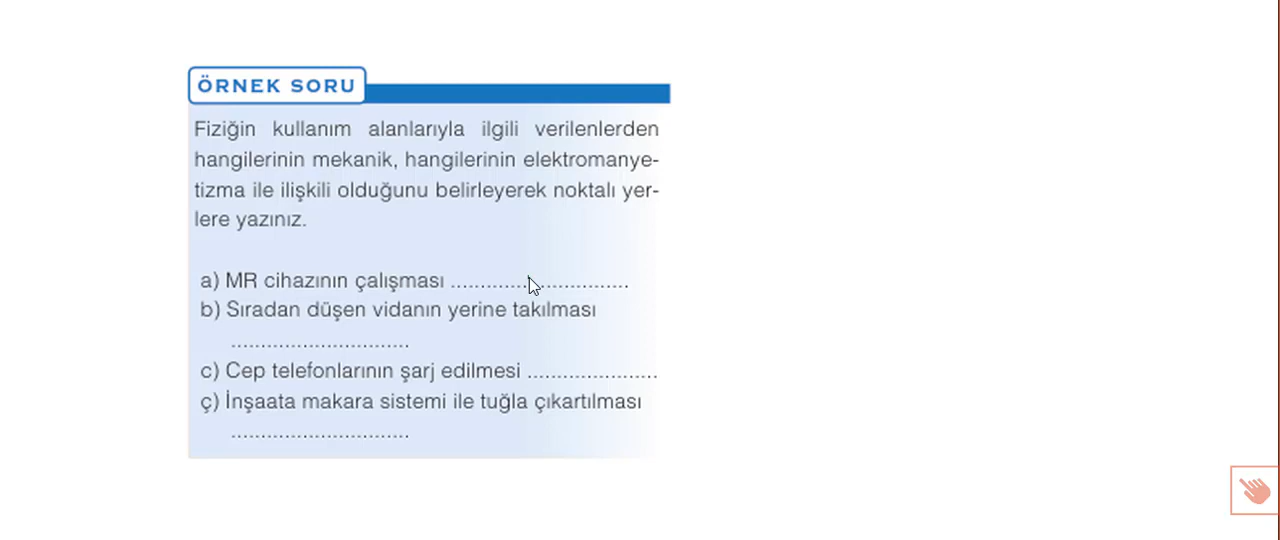 ÖRNEK SORU
Fiziğin kullanım alanlarıyla ilgili verilenlerden
hangilerinin mekanik, hangilerinin elektromanye-
tizma ile ilişkili olduğunu belirleyerek noktalı yer-
lere yazınız.
a) MR cihazının çalışması ..............................
b) Sıradan düşen vidanın yerine takılması
..............................
c) Cep telefonlarının şarj edilmesi ......................
ç) İnşaata makara sistemi ile tuğla çıkartılması
..............................